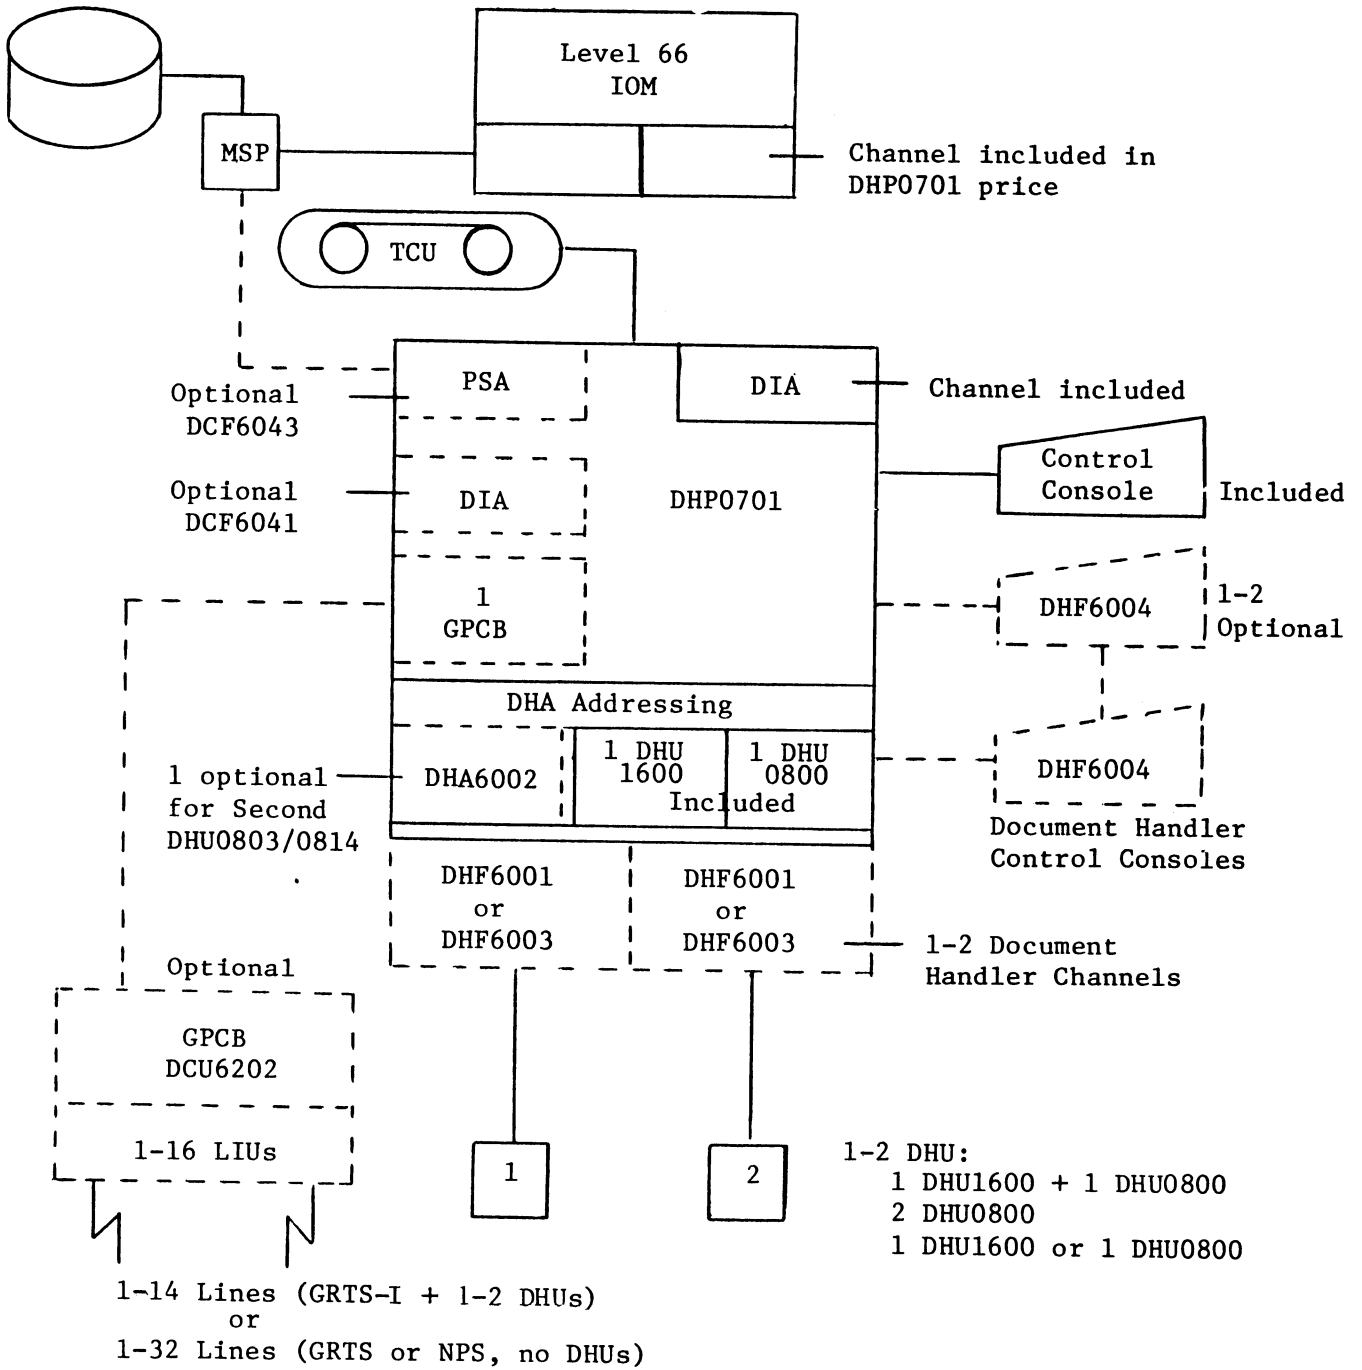 Level 66
IOM
MSP
Channel included in
DHP0701 price
TCU
PSA
DIA
Channel included
Optional
DCF6043
Control
Console
Included
Optional
DCF6041
DIA
DHP0701
1
GPCB
DHF6004
1-2
Optional
DHA Addressing
1 optional
for Second
DHU0803/0814
DHA6002
1 DHU
1600
1 DHU
0800
Included
DHF6004
Document Handler
Control Consoles
DHF6001
or
DHF6003
DHF6001
or
DHF6003
1-2 Document
Handler Channels
Optional
GPCB
DCU6202
1-16 LIUs
1
2
1-2 DHU:
1 DHU1600 + 1 DHU0800
2 DHU0800
1 DHU1600 or 1 DHU0800
1-14 Lines (GRTS-I + 1-2 DHUs)
or
1-32 Lines (GRTS or NPS, no DHUs)